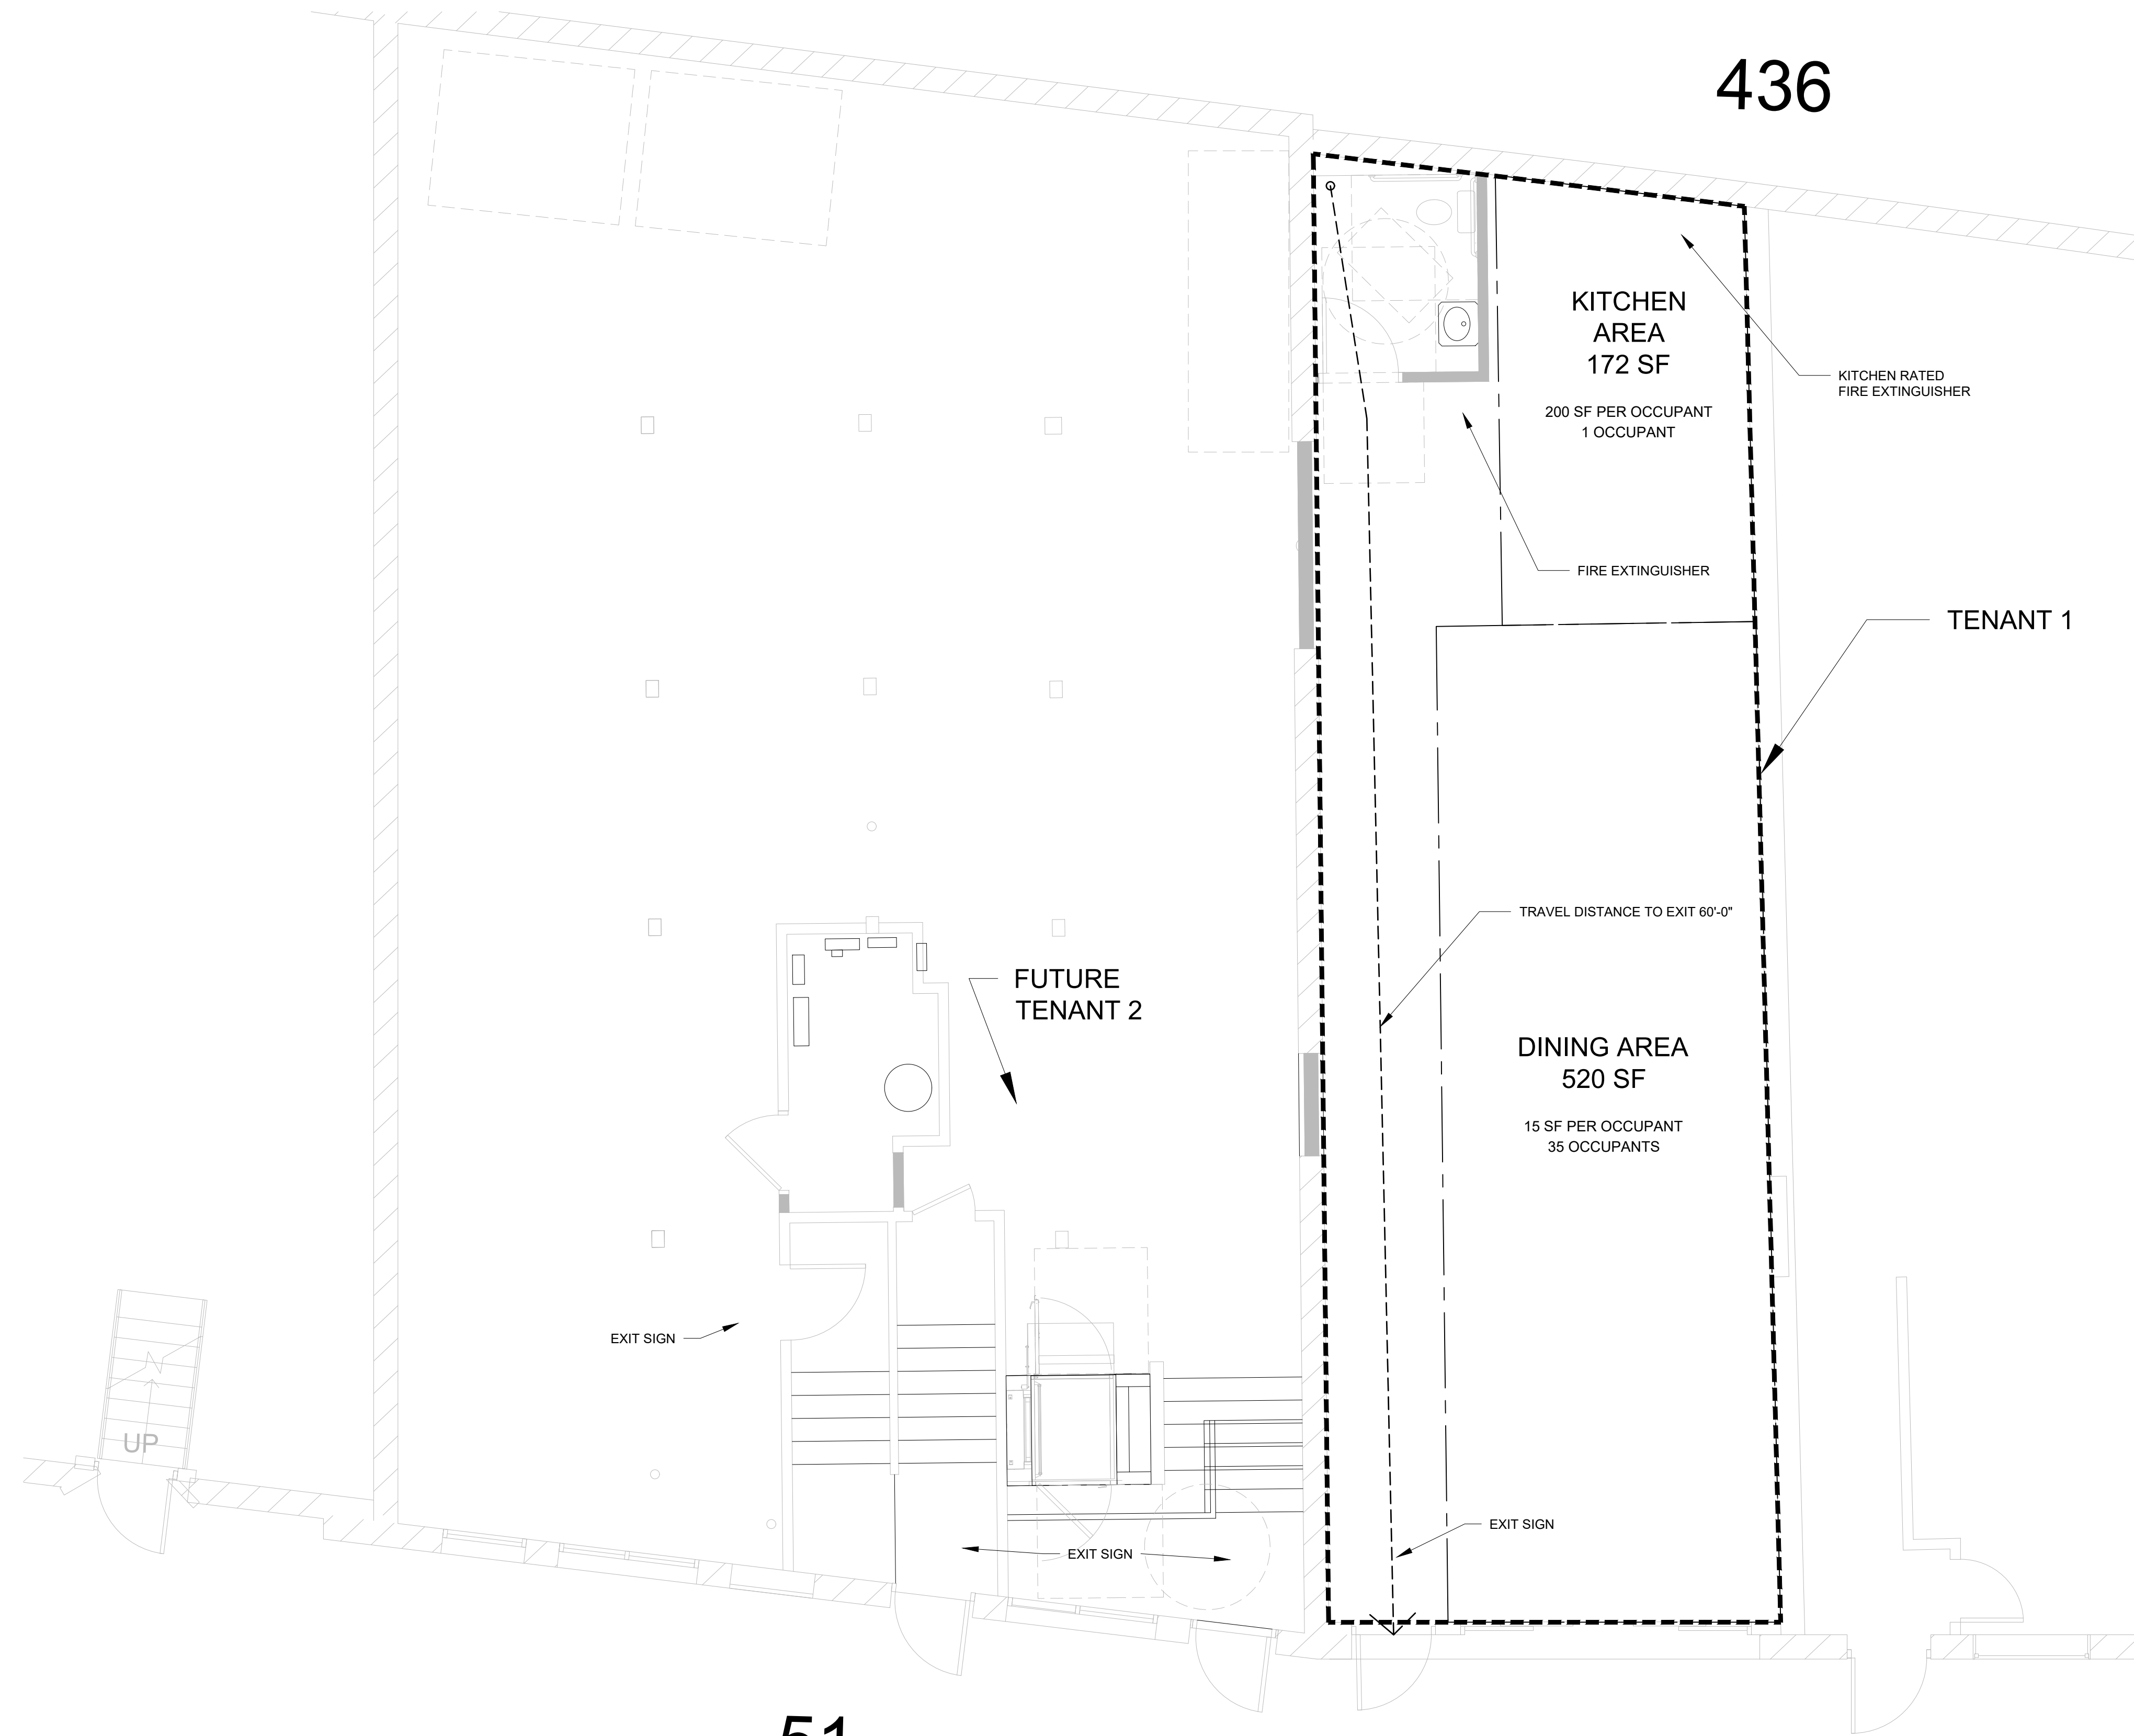 436
KITCHEN
AREA
172 SF
200 SF PER OCCUPANT
1 OCCUPANT
KITCHEN RATED
FIRE EXTINGUISHER
FIRE EXTINGUISHER
TENANT 1
TRAVEL DISTANCE TO EXIT 60'-0"
FUTURE
TENANT 2
DINING AREA
520 SF
15 SF PER OCCUPANT
35 OCCUPANTS
EXIT SIGN
UP
EXIT SIGN
EXIT SIGN
51